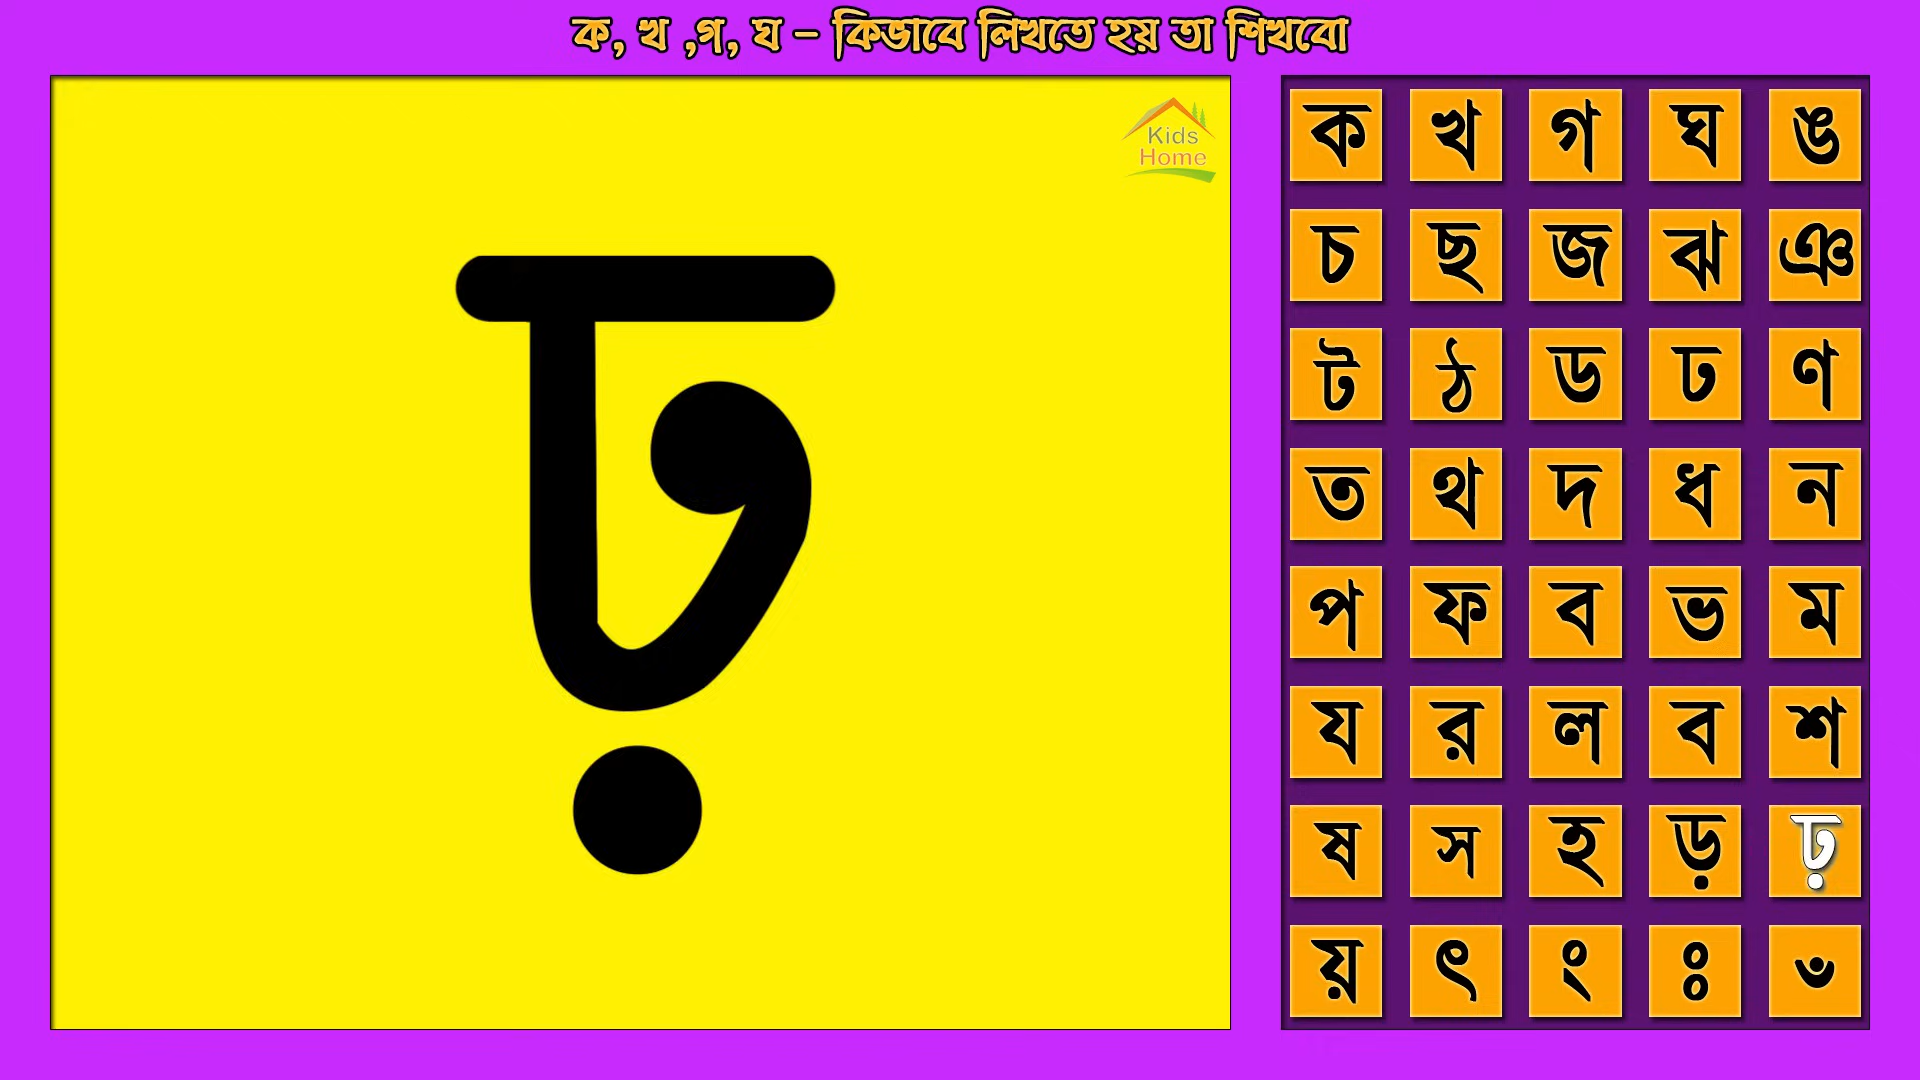 ক, খ ,গ, ঘ – কিভাবে লিখতে হয় তা শিখবো
Kids
Home
ঢ়
ক খ গ ঘ ঙ
চ ছ জ ঝ ঞ
ট ঠ ড ঢ ণ
ত থ দ ধ ন
প ফ ব ভ ম
য র ল ব শ
ষ স হ ড় ঢ়
য় ৎ ং ঃ ঁ